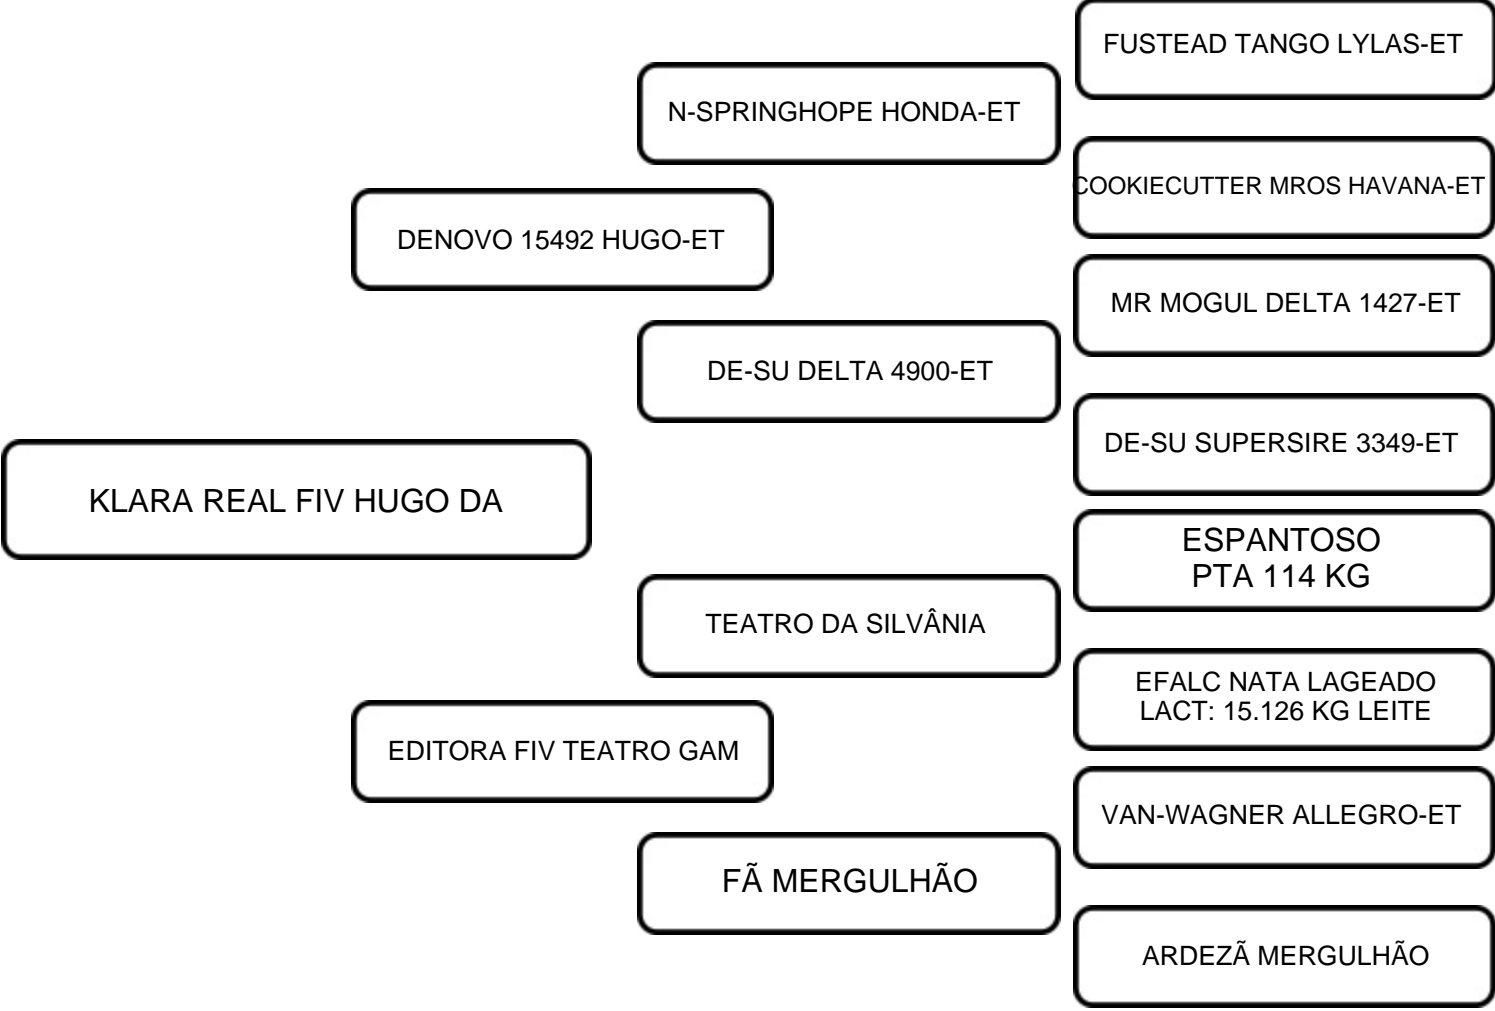 FUSTEAD TANGO LYLAS-ET
N-SPRINGHOPE HONDA-ET
COOKIECUTTER MROS HAVANA-ET
DENOVO 15492 HUGO-ET
MR MOGUL DELTA 1427-ET
DE-SU DELTA 4900-ET
DE-SU SUPERSIRE 3349-ET
KLARA REAL FIV HUGO DA
ESPANTOSO
PTA 114 KG
TEATRO DA SILVÂNIA
EFALC NATA LAGEADO
LACT: 15.126 KG LEITE
EDITORA FIV TEATRO GAM
VAN-WAGNER ALLEGRO-ET
FÃ MERGULHÃO
ARDEZÃ MERGULHÃO